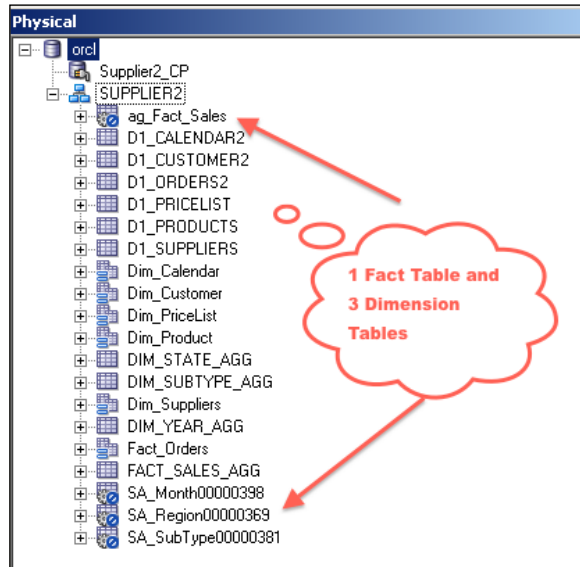 Physical
orcl
Supplier2_CP
SUPPLIER2
ag_Fact_Sales
D1_CALENDAR2
D1_CUSTOMER2
D1_ORDERS2
D1_PRICELIST
D1_PRODUCTS
D1_SUPPLIERS
Dim_Calendar
Dim_Customer
Dim_PriceList
Dim_Product
DIM_STATE_AGG
DIM_SUBTYPE_AGG
Dim_Suppliers
DIM_YEAR_AGG
Fact_Orders
FACT_SALES_AGG
SA_Month00000398
SA_Region00000369
SA_SubType00000381
1 Fact Table and
3 Dimension
Tables